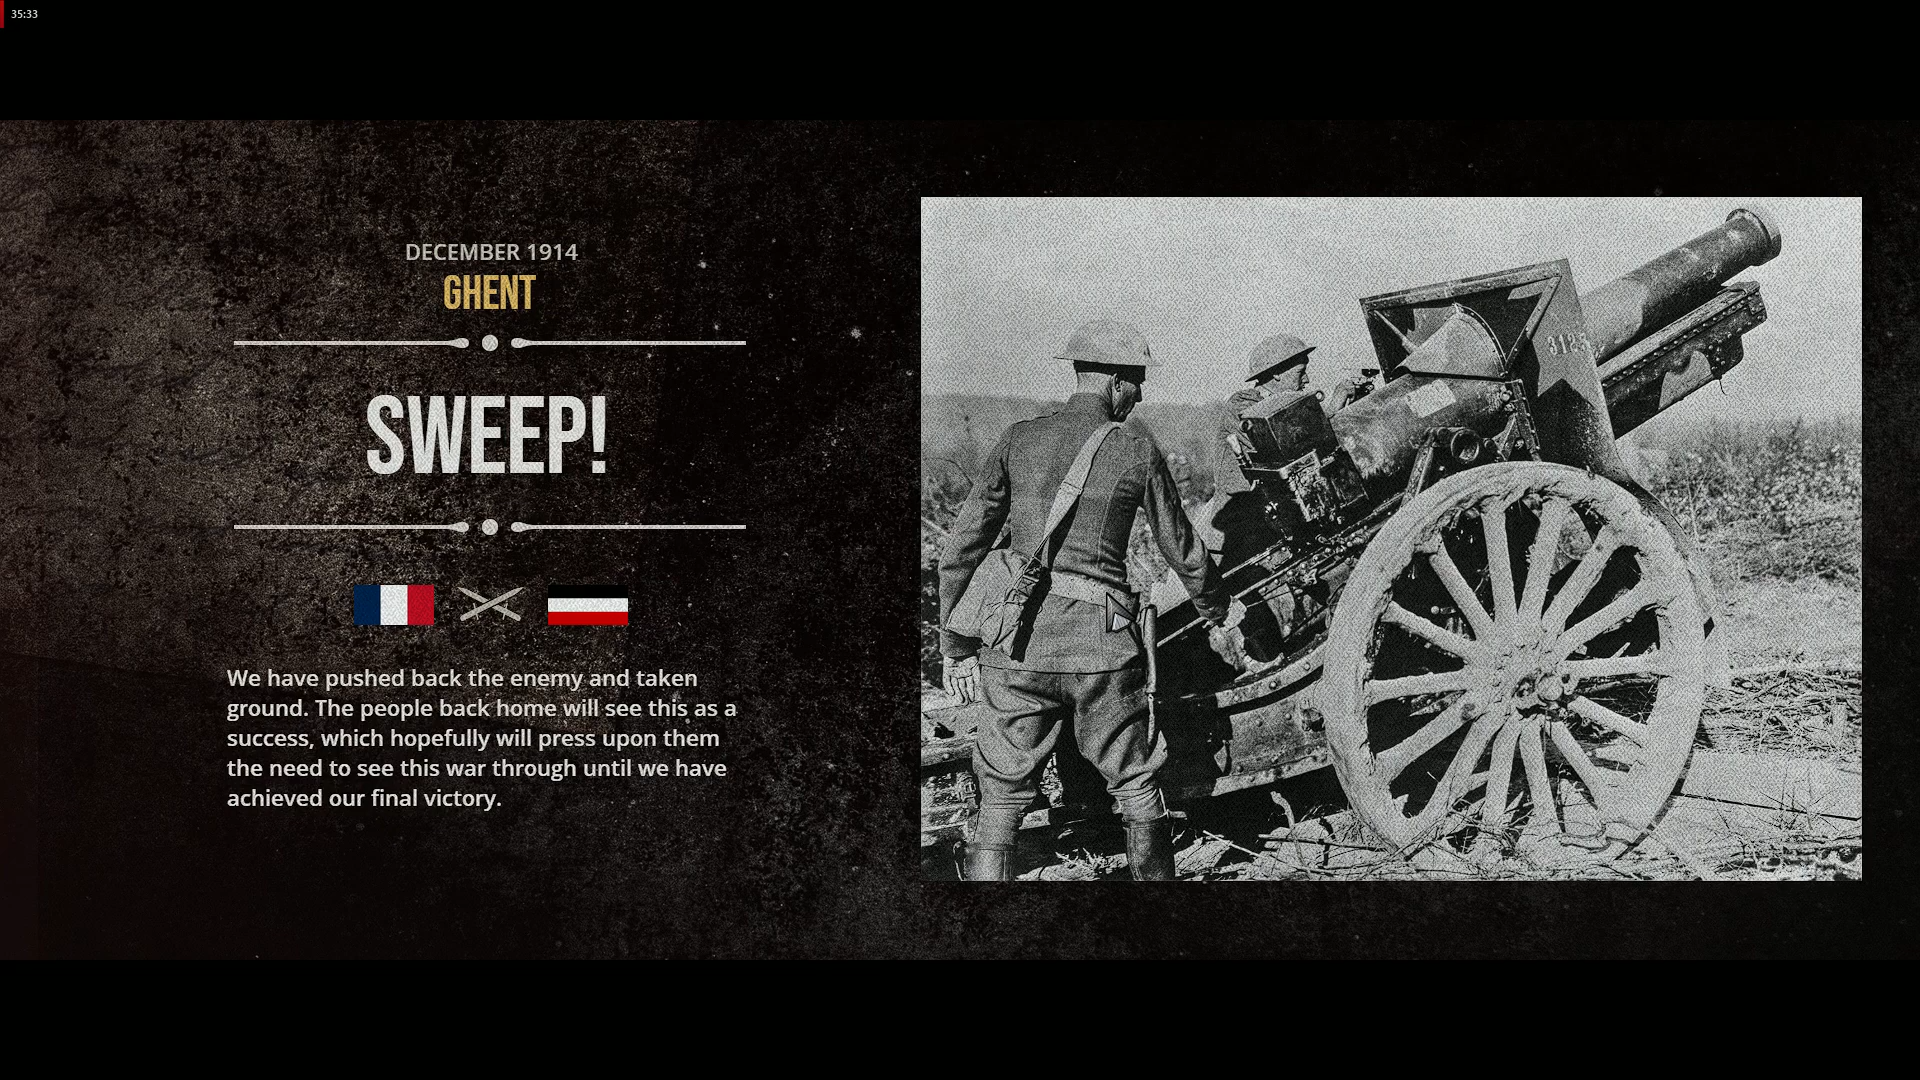 35:33
DECEMBER 1914
GHENT
SWEEP!
We have pushed back the enemy and taken
ground. The people back home will see this as a
success, which hopefully will press upon them
the need to see this war through until we have
achieved our final victory.
3125